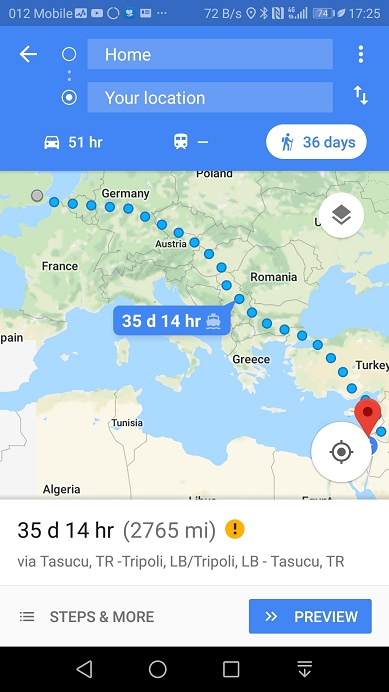 012 Mobile 72 B/s 4G 74 17:25
Home
Your location
51 hr — 36 days
Poland
Germany
U
Austria
France
Romania
35 d 14 hr
pain
Greece
Turkey
Tunisia
Algeria
35 d 14 hr (2765 mi)
via Tasucu, TR -Tripoli, LB/Tripoli, LB - Tasucu, TR
STEPS & MORE PREVIEW